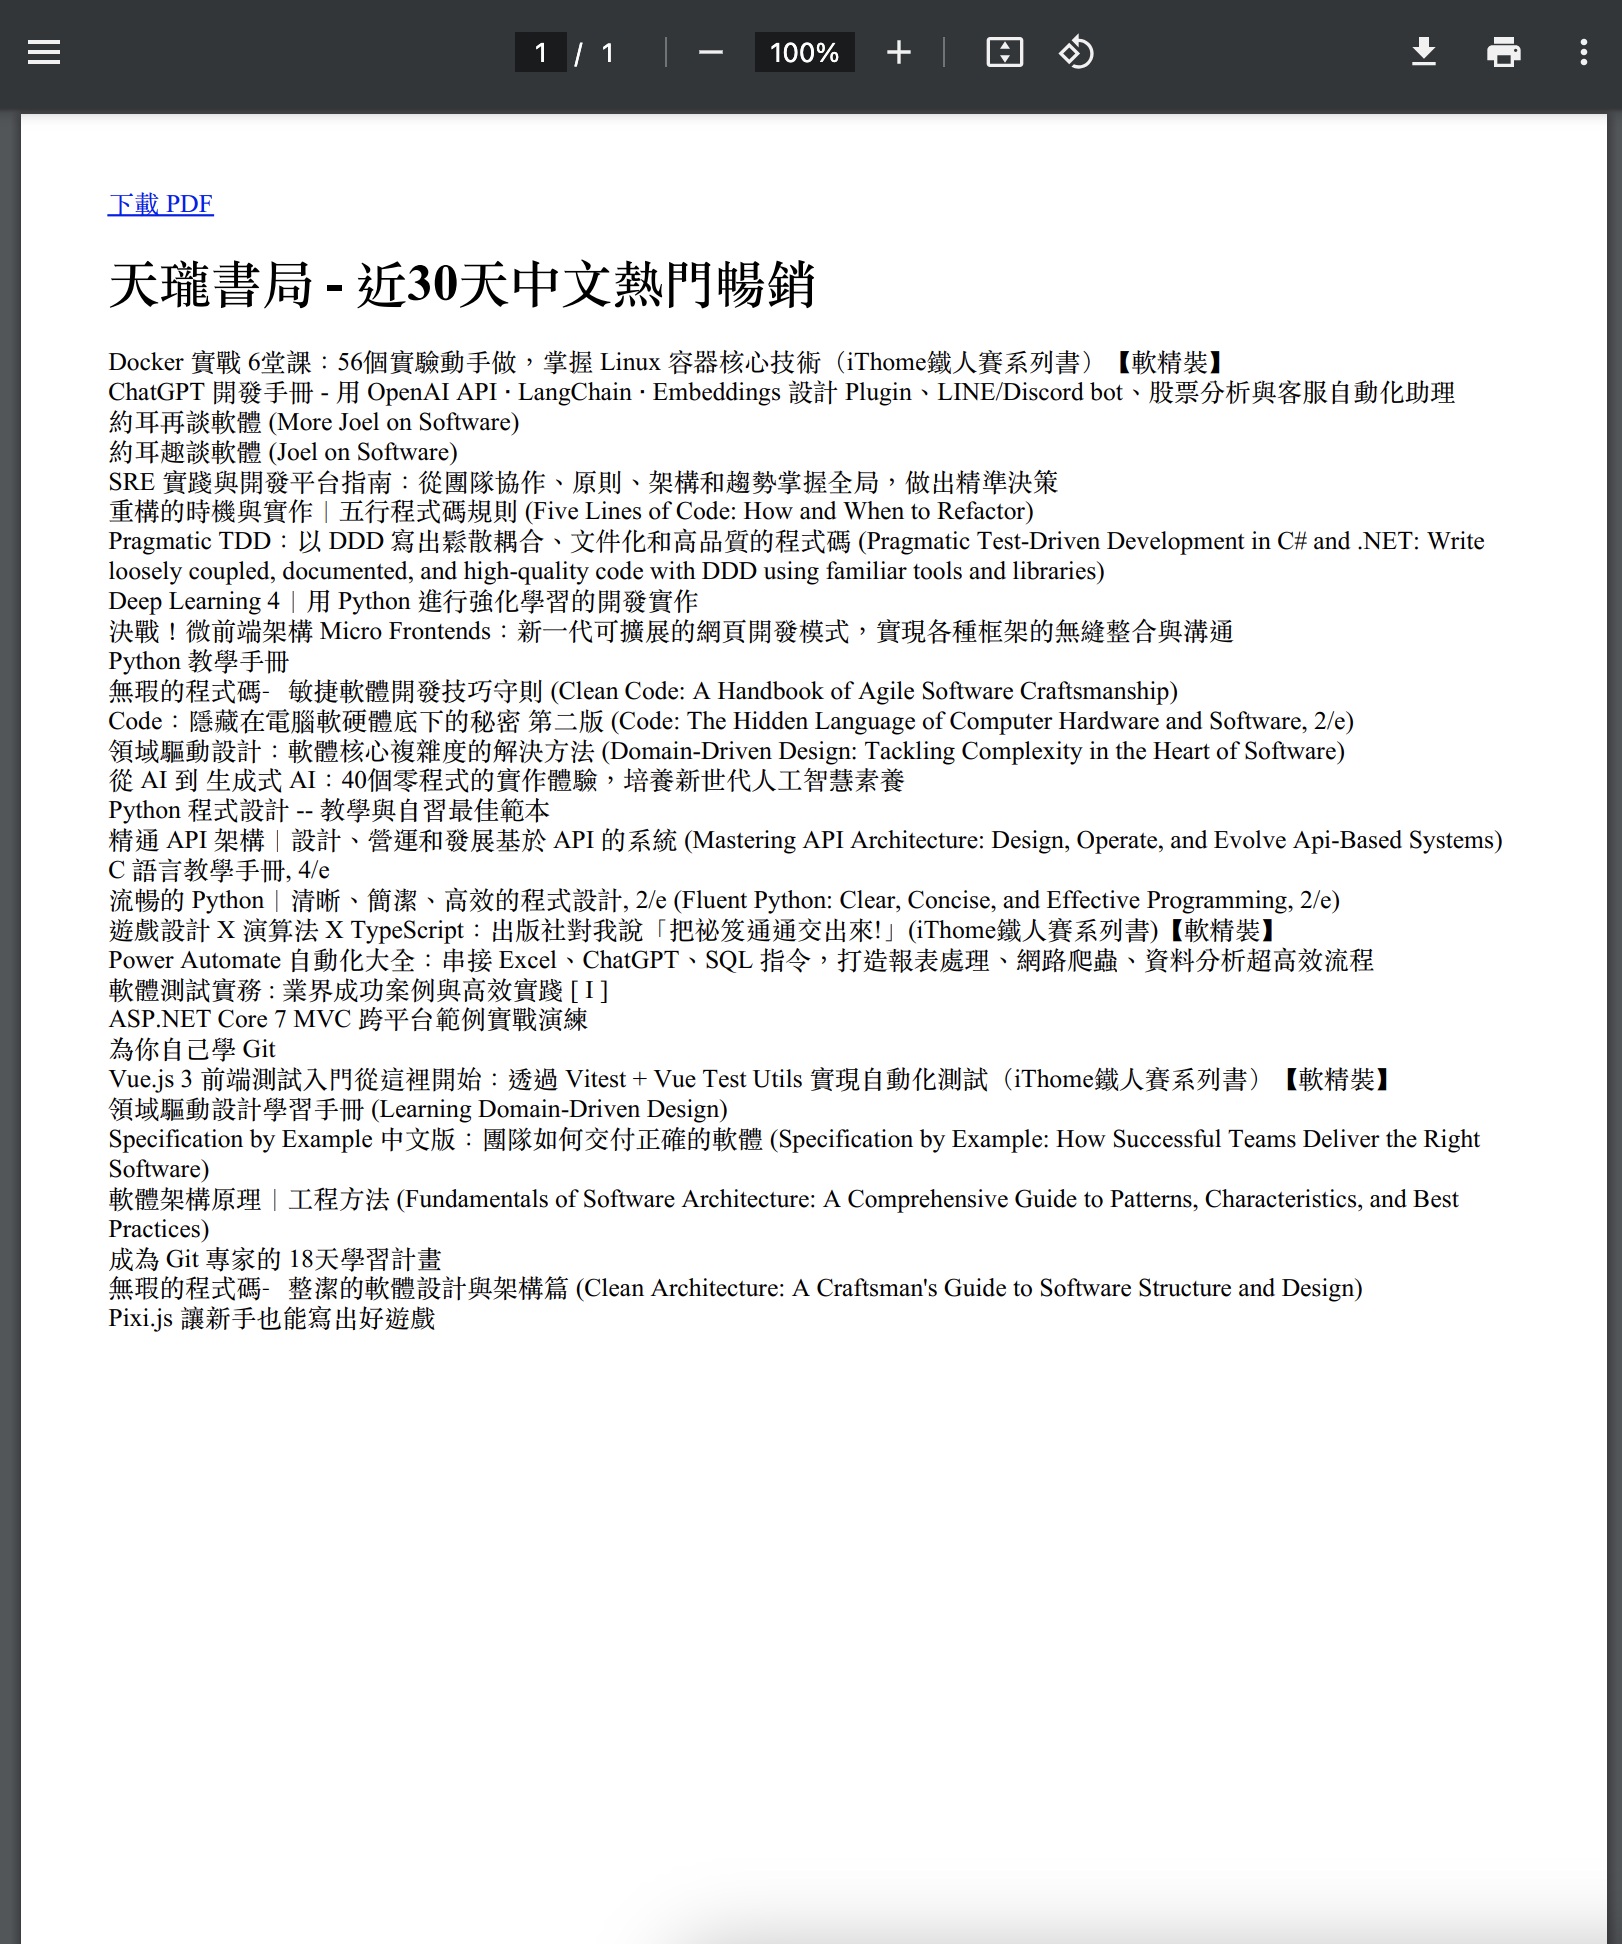 1 / 1
100%
下載 PDF
天瓏書局 - 近30天中文熱門暢銷
Docker 實戰 6堂課：56個實驗動手做，掌握 Linux 容器核心技術（iThome鐵人賽系列書）【軟精裝】
ChatGPT 開發手冊 - 用 OpenAI API · LangChain · Embeddings 設計 Plugin、LINE/Discord bot、股票分析與客服自動化助理
約耳再談軟體 (More Joel on Software)
約耳趣談軟體 (Joel on Software)
SRE 實踐與開發平台指南：從團隊協作、原則、架構和趨勢掌握全局，做出精準決策
重構的時機與實作｜五行程式碼規則 (Five Lines of Code: How and When to Refactor)
Pragmatic TDD：以 DDD 寫出鬆散耦合、文件化和高品質的程式碼 (Pragmatic Test-Driven Development in C# and .NET: Write
loosely coupled, documented, and high-quality code with DDD using familiar tools and libraries)
Deep Learning 4｜用 Python 進行強化學習的開發實作
決戰！微前端架構 Micro Frontends：新一代可擴展的網頁開發模式，實現各種框架的無縫整合與溝通
Python 教學手冊
無瑕的程式碼- 敏捷軟體開發技巧守則 (Clean Code: A Handbook of Agile Software Craftsmanship)
Code：隱藏在電腦軟硬體底下的秘密 第二版 (Code: The Hidden Language of Computer Hardware and Software, 2/e)
領域驅動設計：軟體核心複雜度的解決方法 (Domain-Driven Design: Tackling Complexity in the Heart of Software)
從 AI 到 生成式 AI：40個零程式的實作體驗，培養新世代人工智慧素養
Python 程式設計 -- 教學與自習最佳範本
精通 API 架構｜設計、營運和發展基於 API 的系統 (Mastering API Architecture: Design, Operate, and Evolve Api-Based Systems)
C 語言教學手冊, 4/e
流暢的 Python｜清晰、簡潔、高效的程式設計, 2/e (Fluent Python: Clear, Concise, and Effective Programming, 2/e)
遊戲設計 X 演算法 X TypeScript：出版社對我說「把祕笈通通交出來!」(iThome鐵人賽系列書)【軟精裝】
Power Automate 自動化大全：串接 Excel、ChatGPT、SQL 指令，打造報表處理、網路爬蟲、資料分析超高效流程
軟體測試實務 : 業界成功案例與高效實踐 [ I ]
ASP.NET Core 7 MVC 跨平台範例實戰演練
為你自己學 Git
Vue.js 3 前端測試入門從這裡開始：透過 Vitest + Vue Test Utils 實現自動化測試（iThome鐵人賽系列書）【軟精裝】
領域驅動設計學習手冊 (Learning Domain-Driven Design)
Specification by Example 中文版：團隊如何交付正確的軟體 (Specification by Example: How Successful Teams Deliver the Right
Software)
軟體架構原理｜工程方法 (Fundamentals of Software Architecture: A Comprehensive Guide to Patterns, Characteristics, and Best
Practices)
成為 Git 專家的 18天學習計畫
無瑕的程式碼- 整潔的軟體設計與架構篇 (Clean Architecture: A Craftsman's Guide to Software Structure and Design)
Pixi.js 讓新手也能寫出好遊戲